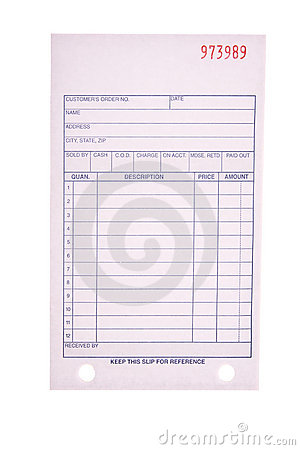 973989
CUSTOMER'S ORDER NO. DATE
NAME
ADDRESS
CITY, STATE, ZIP
SOLD BY CASH C.O.D. CHARGE ON ACCT. MDSE. RETD. PAID OUT
QUAN. DESCRIPTION PRICE AMOUNT
1
2
3
4
5
6
7
8
9
10
11
12
RECEIVED BY
KEEP THIS SLIP FOR REFERENCE
dreamstime.com